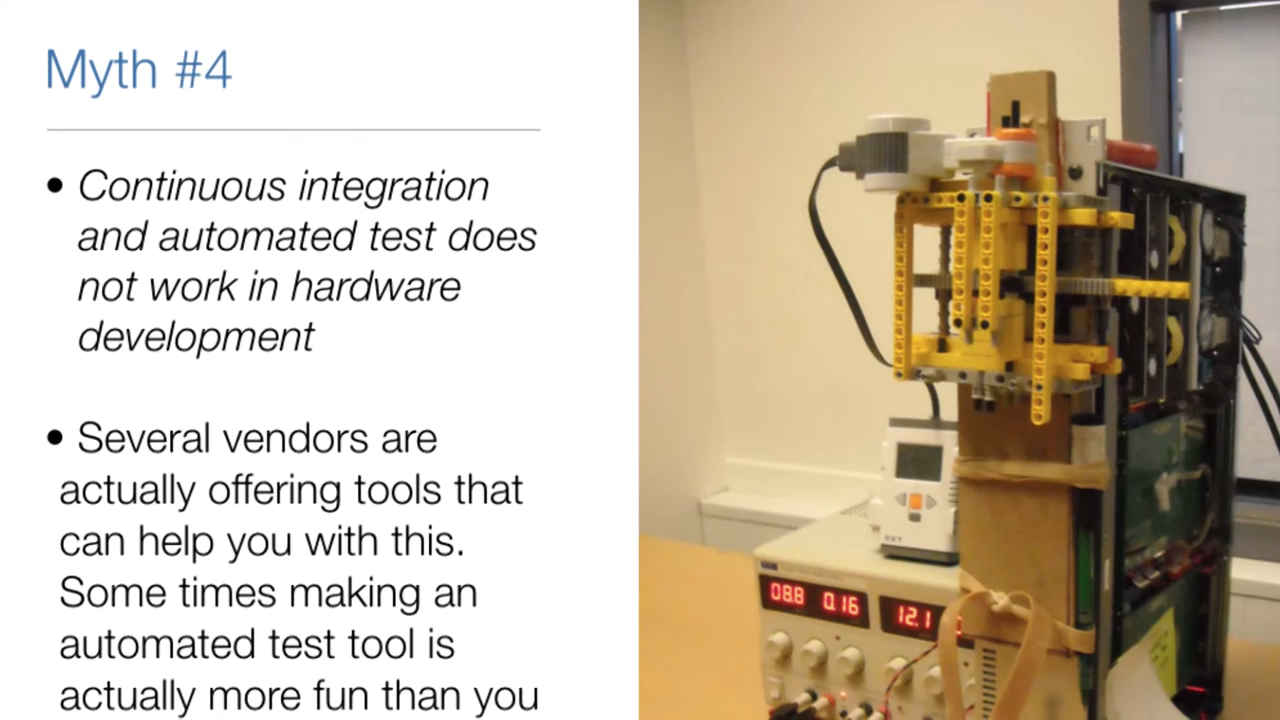 Myth #4
• Continuous integration
and automated test does
not work in hardware
development
• Several vendors are
actually offering tools that
can help you with this.
Some times making an
automated test tool is
actually more fun than you
NXT
08.8 0.16 12.1